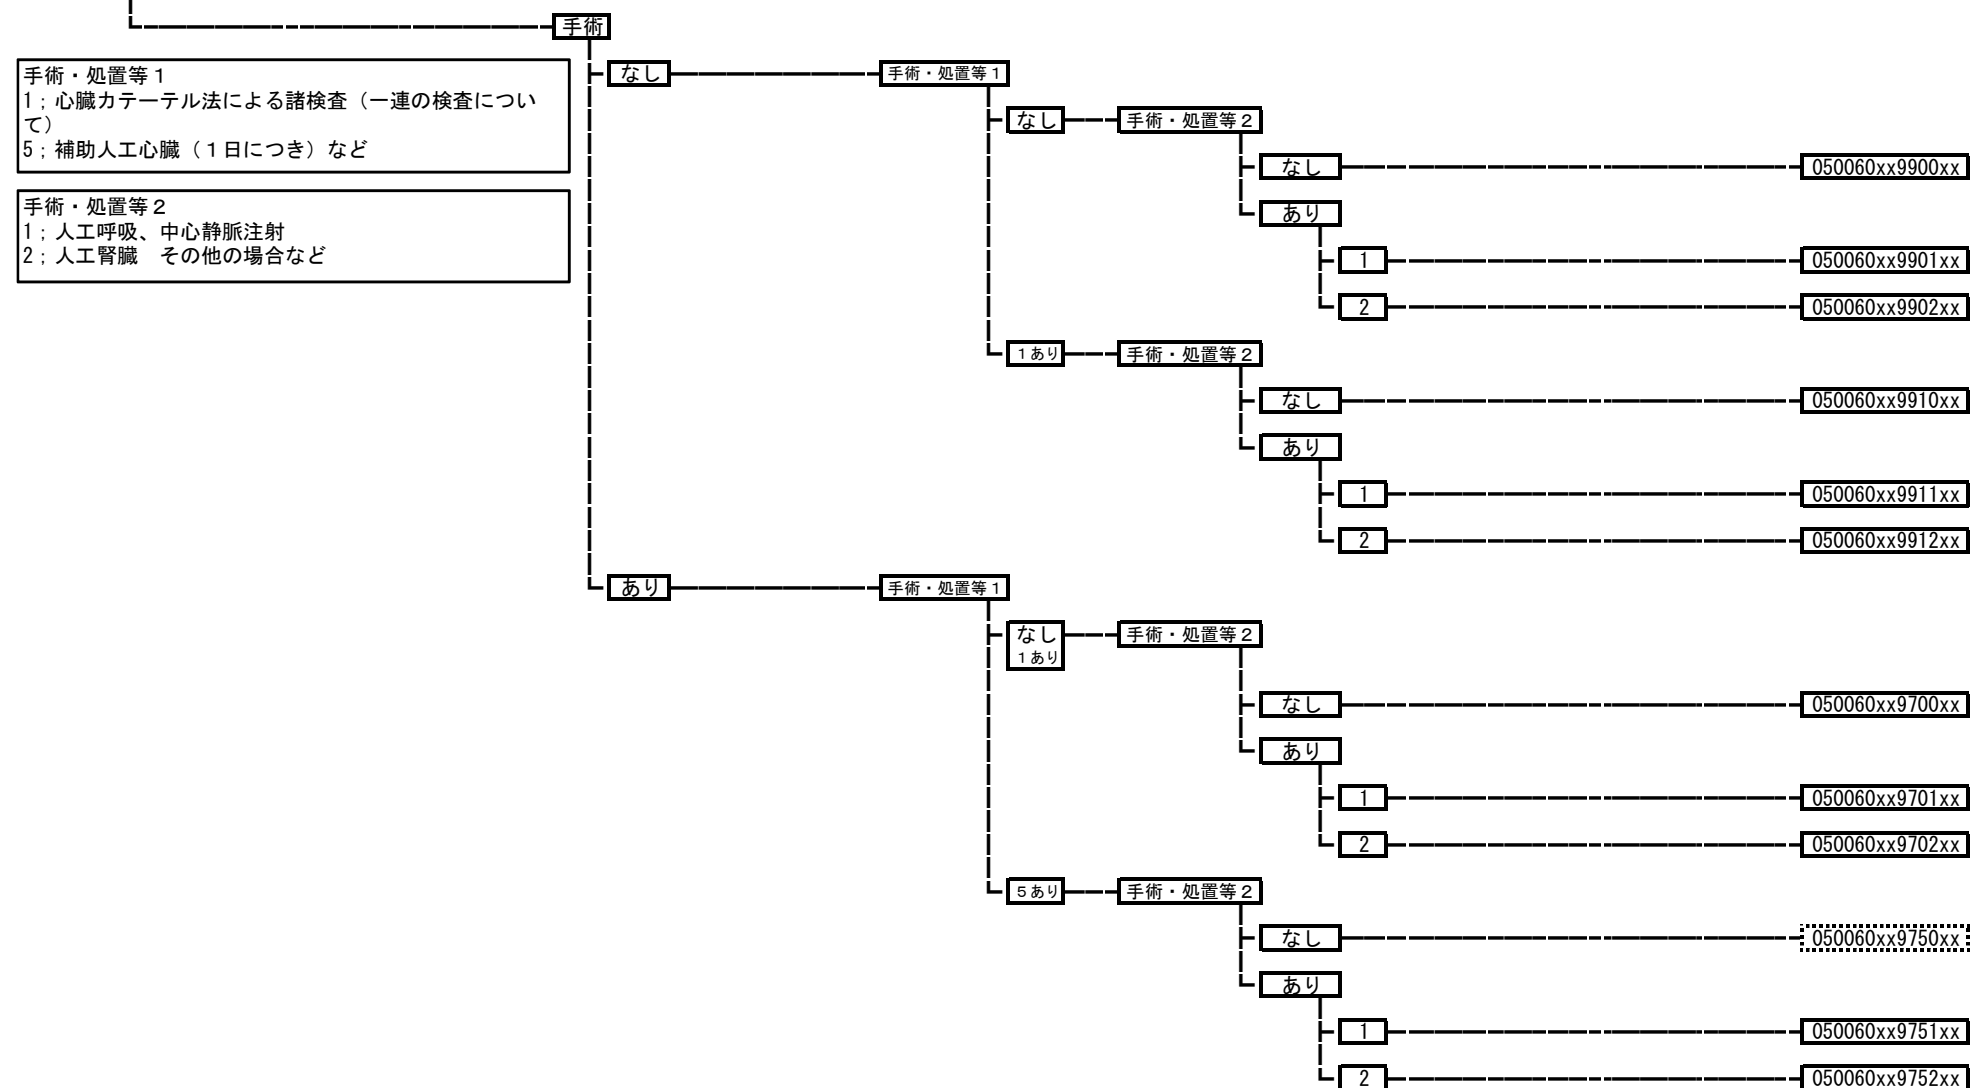 手術
手術・処置等1
1；心臓カテーテル法による諸検査（一連の検査につい
て）
5；補助人工心臓（１日につき）など
手術・処置等2
1；人工呼吸、中心静脈注射
2；人工腎臓　その他の場合など
なし
手術・処置等1
なし
手術・処置等2
なし
050060xx9900xx
あり
1
050060xx9901xx
2
050060xx9902xx
1あり
手術・処置等2
なし
050060xx9910xx
あり
1
050060xx9911xx
2
050060xx9912xx
あり
手術・処置等1
なし
1あり
手術・処置等2
なし
050060xx9700xx
あり
1
050060xx9701xx
2
050060xx9702xx
5あり
手術・処置等2
なし
050060xx9750xx
あり
1
050060xx9751xx
2
050060xx9752xx